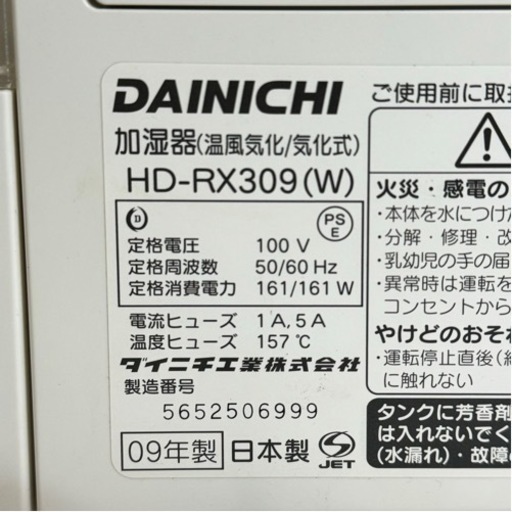 DAINICHI
加湿器(温風気化/気化式)
HD-RX309(W)
D
PS
E
定格電圧 100 V
定格周波数 50/60 Hz
定格消費電力 161/161 W
電流ヒューズ 1A,5A
温度ヒューズ 157℃
ダイニチ工業株式会社
製造番号
5652506999
09年製 日本製 S JET
ご使用前に取扱
火災・感電の
・本体を水につけた
・分解・修理・改
・乳幼児の手の届
・異常時は運転を
コンセントから
やけどのおそれ
・運転停止直後(約
に触れない
タンクに芳香剤
は入れないでく
(水漏れ)・故障の